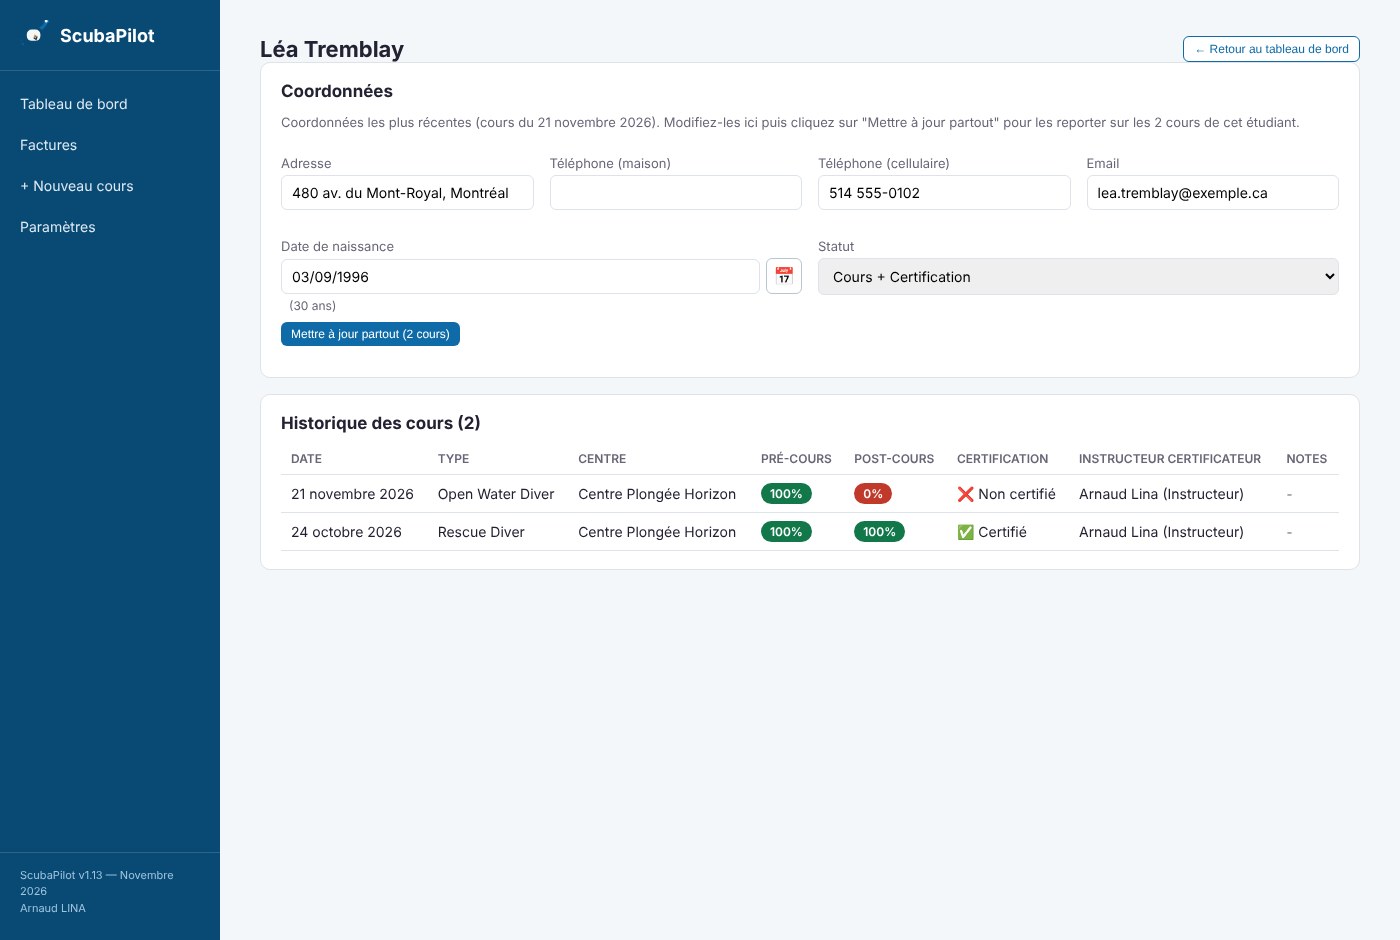 ScubaPilot
Tableau de bord
Factures
+ Nouveau cours
Paramètres
ScubaPilot v1.13 — Novembre
2026
Arnaud LINA
Léa Tremblay
← Retour au tableau de bord
Coordonnées
Coordonnées les plus récentes (cours du 21 novembre 2026). Modifiez-les ici puis cliquez sur "Mettre à jour partout" pour les reporter sur les 2 cours de cet étudiant.
Adresse Téléphone (maison) Téléphone (cellulaire) Email
480 av. du Mont-Royal, Montréal 514 555-0102 lea.tremblay@exemple.ca
Date de naissance Statut
03/09/1996 Cours + Certification
(30 ans)
Mettre à jour partout (2 cours)
Historique des cours (2)
DATE TYPE CENTRE PRÉ-COURS POST-COURS CERTIFICATION INSTRUCTEUR CERTIFICATEUR NOTES
21 novembre 2026 Open Water Diver Centre Plongée Horizon 100% 0% ❌ Non certifié Arnaud Lina (Instructeur) -
24 octobre 2026 Rescue Diver Centre Plongée Horizon 100% 100% ✅ Certifié Arnaud Lina (Instructeur) -